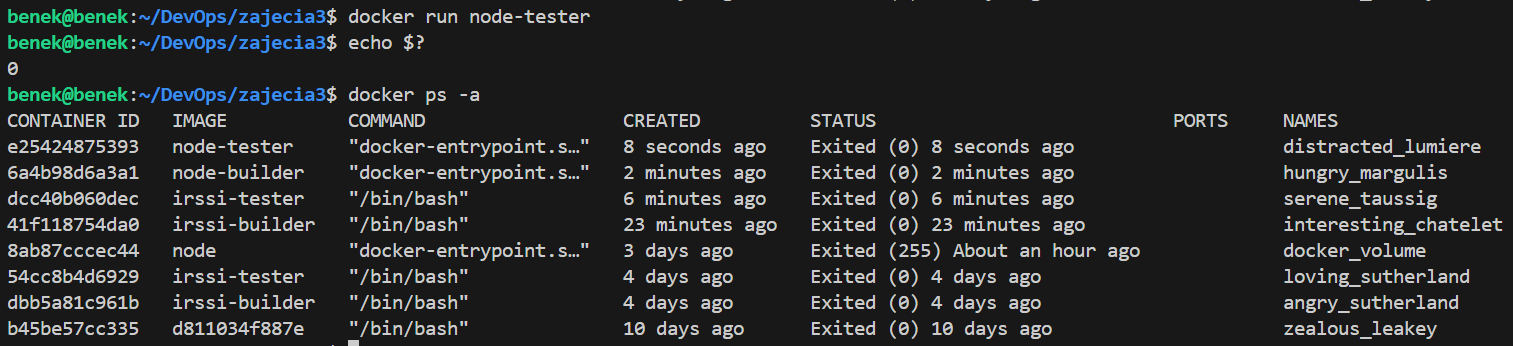 benek@benek:~/DevOps/zajecia3$ docker run node-tester
benek@benek:~/DevOps/zajecia3$ echo $?
0
benek@benek:~/DevOps/zajecia3$ docker ps -a
CONTAINER ID   IMAGE           COMMAND                  CREATED          STATUS                           PORTS     NAMES
e25424875393   node-tester     "docker-entrypoint.s…"   8 seconds ago    Exited (0) 8 seconds ago                   distracted_lumiere
6a4b98d6a3a1   node-builder    "docker-entrypoint.s…"   2 minutes ago    Exited (0) 2 minutes ago                   hungry_margulis
dcc40b060dec   irssi-tester    "/bin/bash"              6 minutes ago    Exited (0) 6 minutes ago                   serene_taussig
41f118754da0   irssi-builder   "/bin/bash"              23 minutes ago   Exited (0) 23 minutes ago                  interesting_chatelet
8ab87cccec44   node            "docker-entrypoint.s…"   3 days ago       Exited (255) About an hour ago             docker_volume
54cc8b4d6929   irssi-tester    "/bin/bash"              4 days ago       Exited (0) 4 days ago                      loving_sutherland
dbb5a81c961b   irssi-builder   "/bin/bash"              4 days ago       Exited (0) 4 days ago                      angry_sutherland
b45be57cc335   d811034f887e    "/bin/bash"              10 days ago      Exited (0) 10 days ago                     zealous_leakey